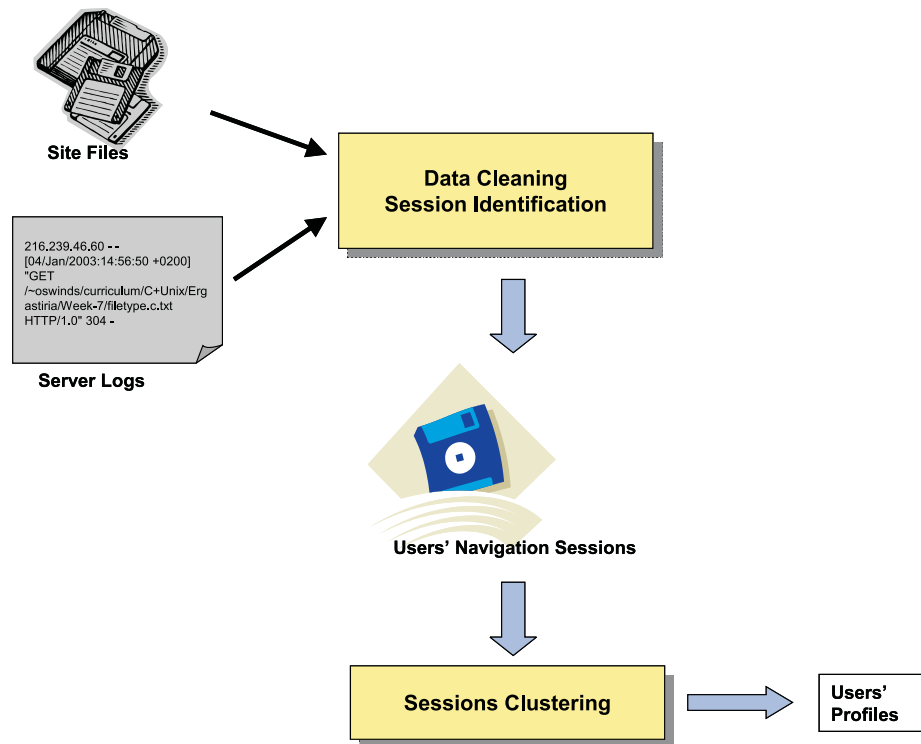 Site Files
Data Cleaning
Session Identification
216.239.46.60 - -
[04/Jan/2003:14:56:50 +0200]
"GET
/~oswinds/curriculum/C+Unix/Erg
astiria/Week-7/filetype.c.txt
HTTP/1.0" 304 -
Server Logs
Users' Navigation Sessions
Sessions Clustering
Users'
Profiles